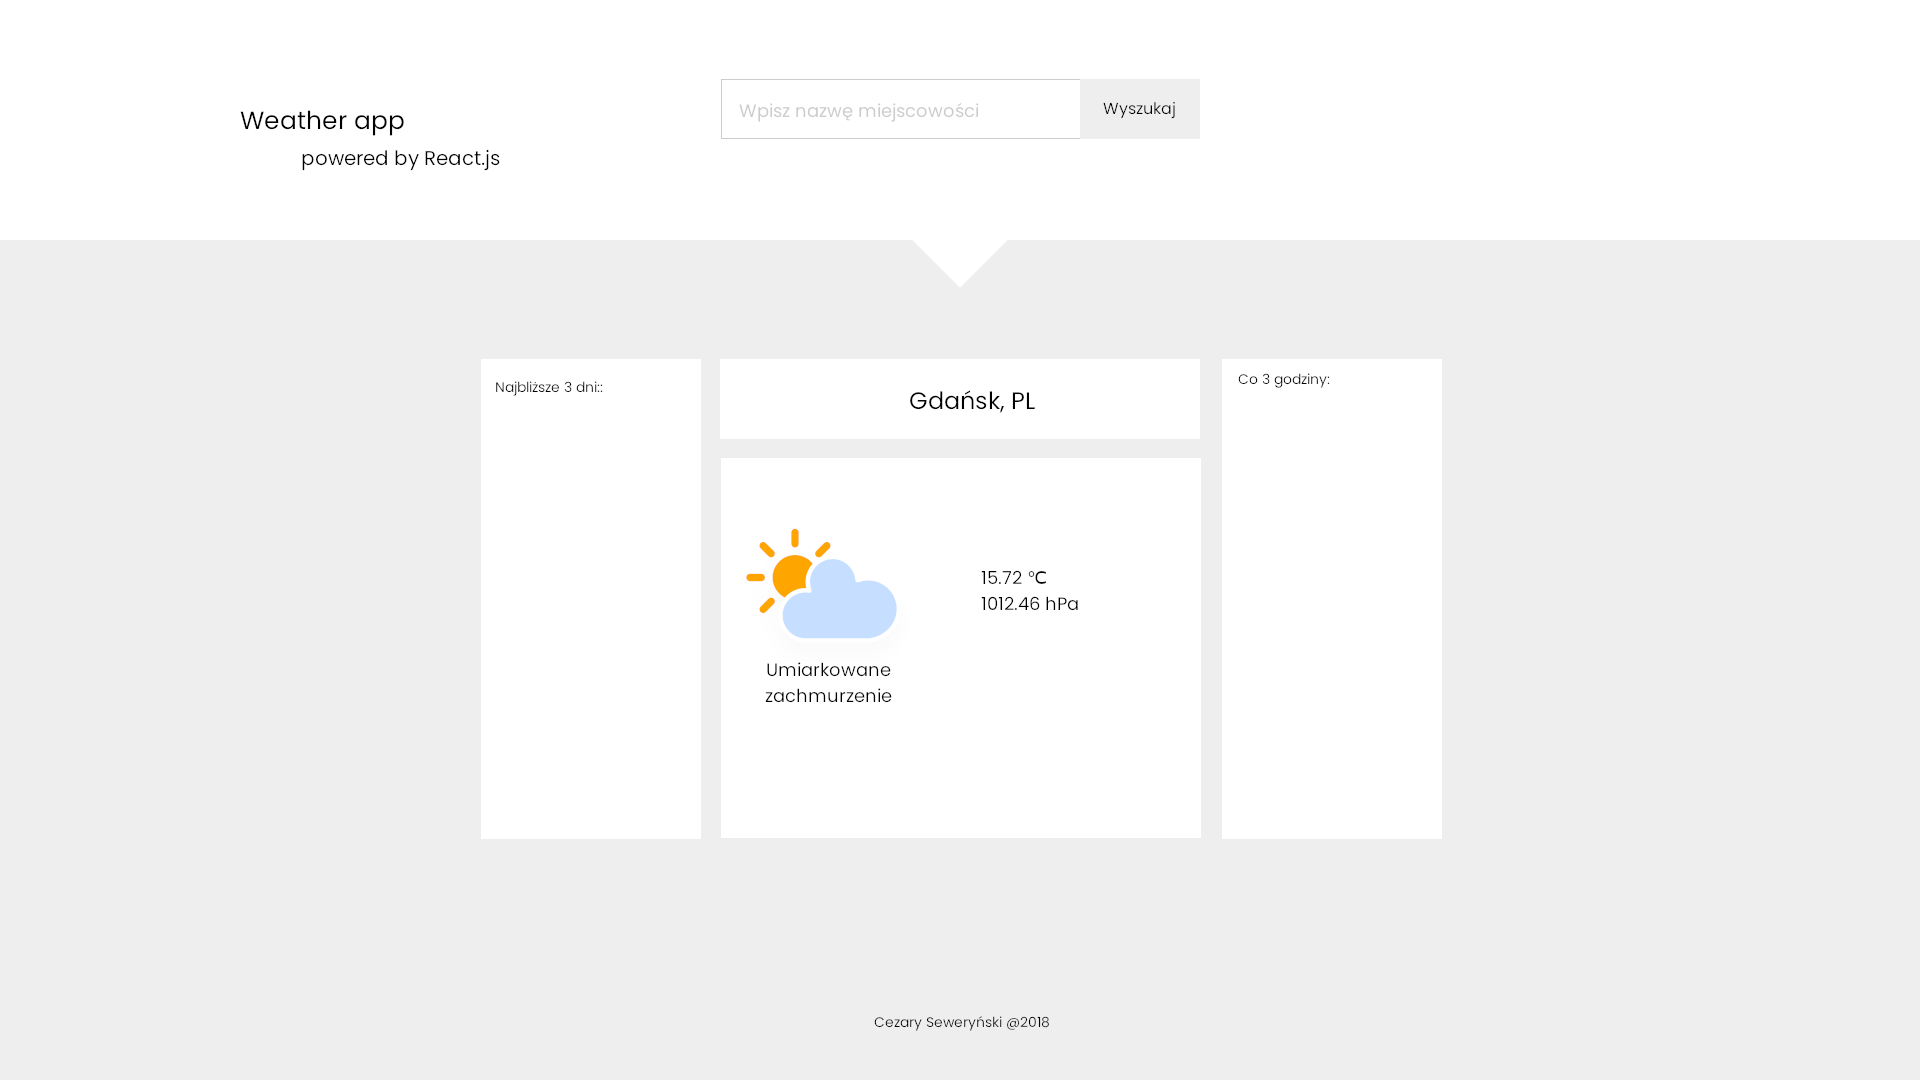 Weather app
powered by React.js
Wpisz nazwę miejscowości
Wyszukaj
Najbliższe 3 dni::
Gdańsk, PL
Co 3 godziny:
15.72 °C
1012.46 hPa
Umiarkowane
zachmurzenie
Cezary Seweryński @2018